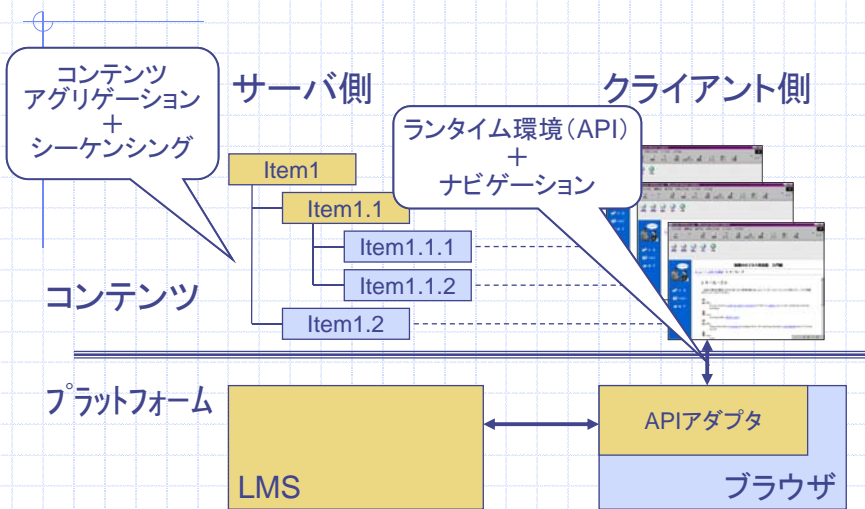 コンテンツ
アグリゲーション
+
シーケンシング
サーバ側
クライアント側
ランタイム環境(API)
+
ナビゲーション
Item1
Item1.1
Item1.1.1
Item1.1.2
Item1.2
コンテンツ
プラットフォーム
LMS
APIアダプタ
ブラウザ